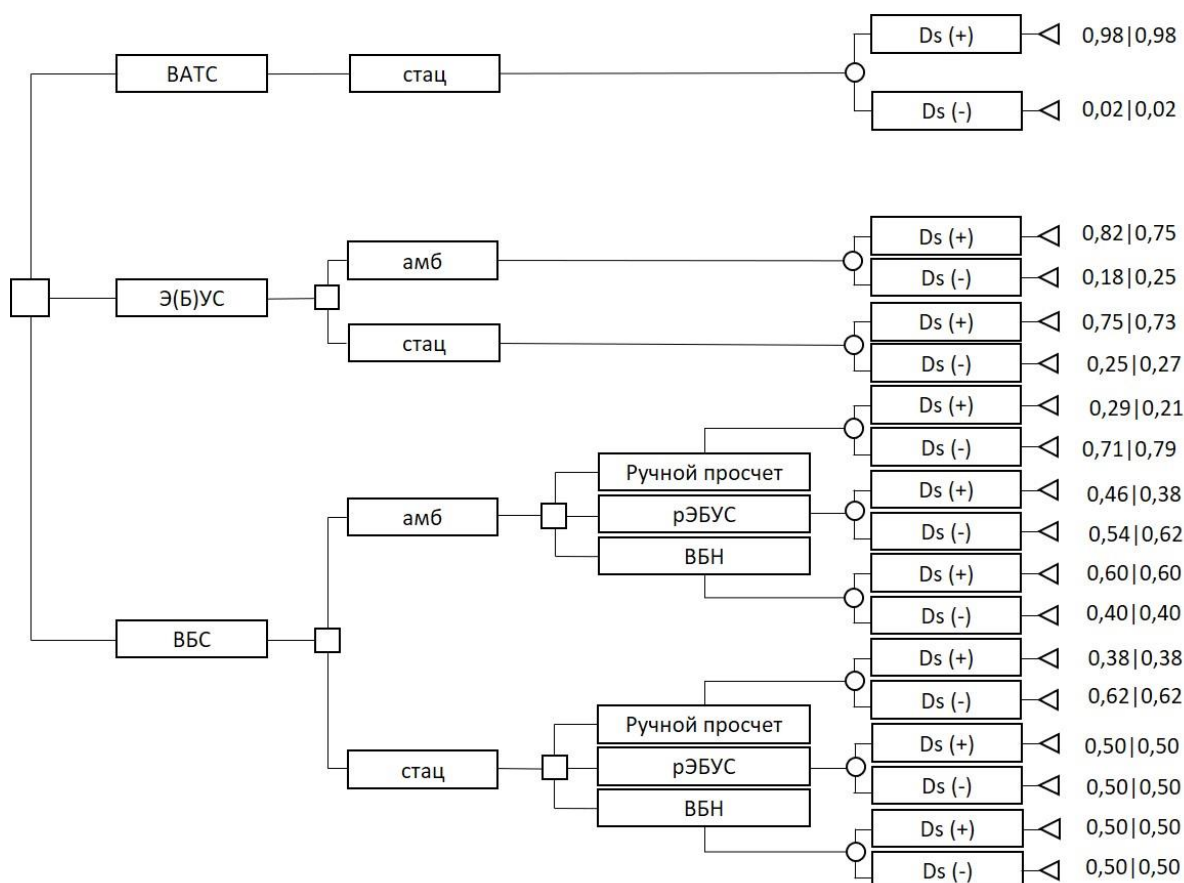 Ds (+) 0,98|0,98
ВАТС стац
Ds (-) 0,02|0,02
Ds (+) 0,82|0,75
амб
Ds (-) 0,18|0,25
Э(Б)УС
Ds (+) 0,75|0,73
стац
Ds (-) 0,25|0,27
Ds (+) 0,29|0,21
Ds (-) 0,71|0,79
Ручной просчет
Ds (+) 0,46|0,38
амб рЭБУС
Ds (-) 0,54|0,62
ВБН
Ds (+) 0,60|0,60
Ds (-) 0,40|0,40
ВБС
Ds (+) 0,38|0,38
Ds (-) 0,62|0,62
Ручной просчет
Ds (+) 0,50|0,50
стац рЭБУС
Ds (-) 0,50|0,50
ВБН
Ds (+) 0,50|0,50
Ds (-) 0,50|0,50